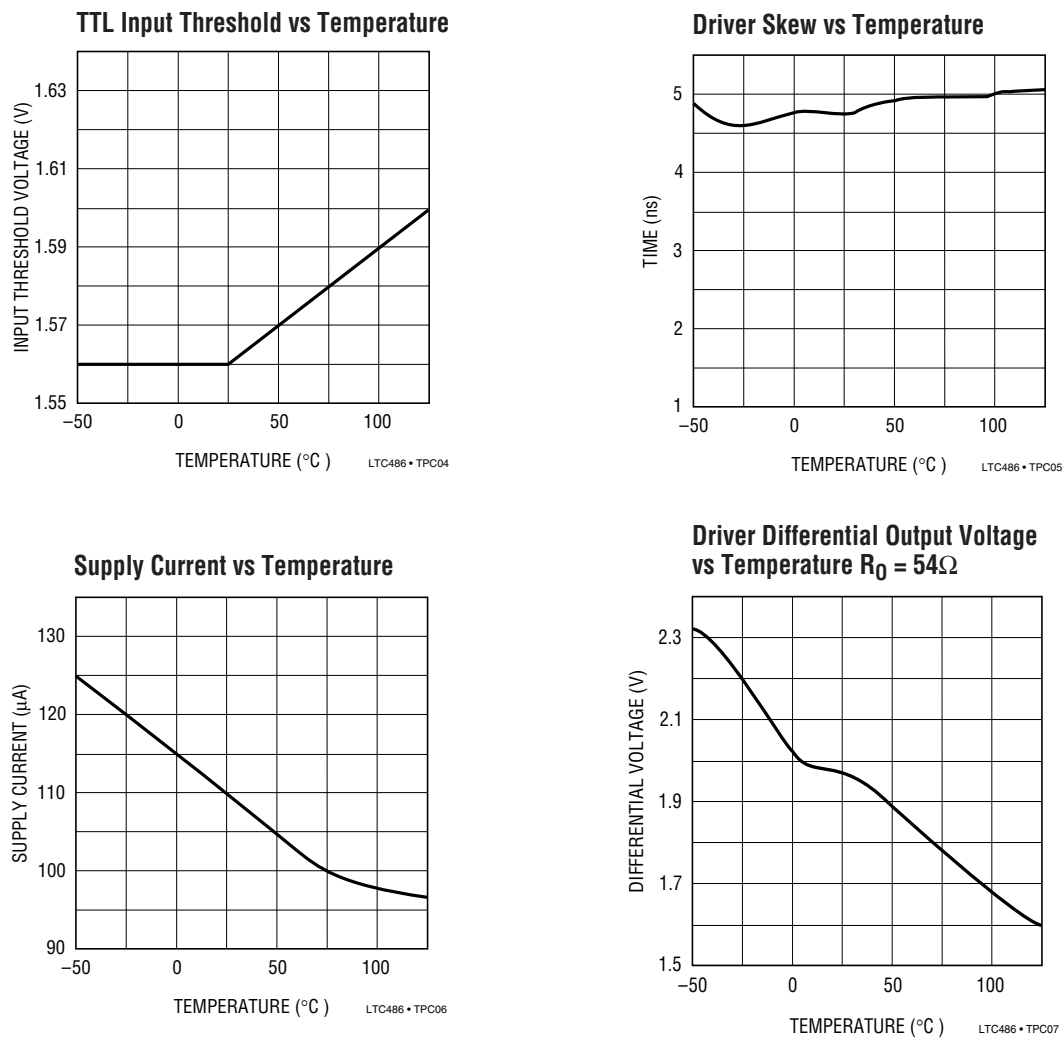 TTL Input Threshold vs Temperature
INPUT THRESHOLD VOLTAGE (V)
1.63
1.61
1.59
1.57
1.55
–50
0
50
100
TEMPERATURE (°C )
LTC486 • TPC04
Driver Skew vs Temperature
TIME (ns)
5
4
3
2
1
–50
0
50
100
TEMPERATURE (°C )
LTC486 • TPC05
Supply Current vs Temperature
SUPPLY CURRENT (µA)
130
120
110
100
90
–50
0
50
100
TEMPERATURE (°C )
LTC486 • TPC06
Driver Differential Output Voltage
vs Temperature R0 = 54Ω
DIFFERENTIAL VOLTAGE (V)
2.3
2.1
1.9
1.7
1.5
–50
0
50
100
TEMPERATURE (°C )
LTC486 • TPC07